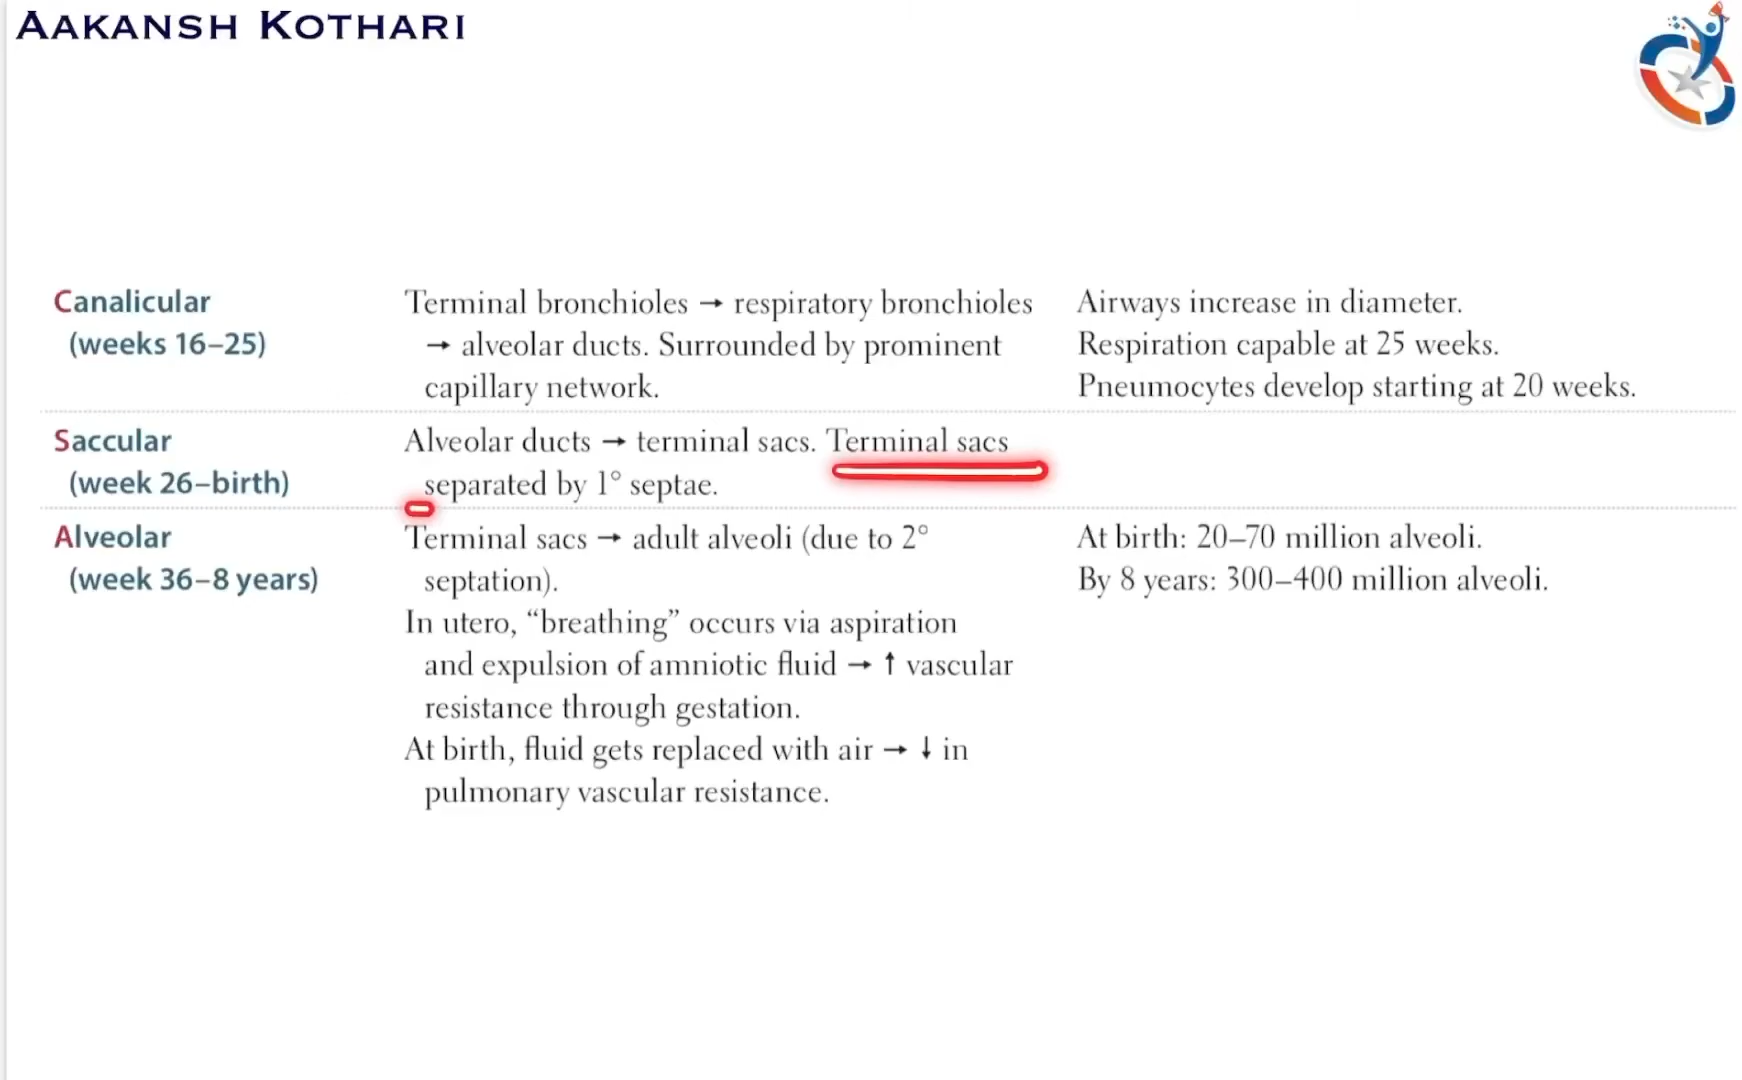 AAKANSH KOTHARI
Canalicular
(weeks 16–25)
Terminal bronchioles → respiratory bronchioles
→ alveolar ducts. Surrounded by prominent
capillary network.
Airways increase in diameter.
Respiration capable at 25 weeks.
Pneumocytes develop starting at 20 weeks.
Saccular
(week 26–birth)
Alveolar ducts → terminal sacs. Terminal sacs
separated by 1° septae.
Alveolar
(week 36–8 years)
Terminal sacs → adult alveoli (due to 2°
septation).
In utero, “breathing” occurs via aspiration
and expulsion of amniotic fluid → ↑ vascular
resistance through gestation.
At birth, fluid gets replaced with air → ↓ in
pulmonary vascular resistance.
At birth: 20–70 million alveoli.
By 8 years: 300–400 million alveoli.